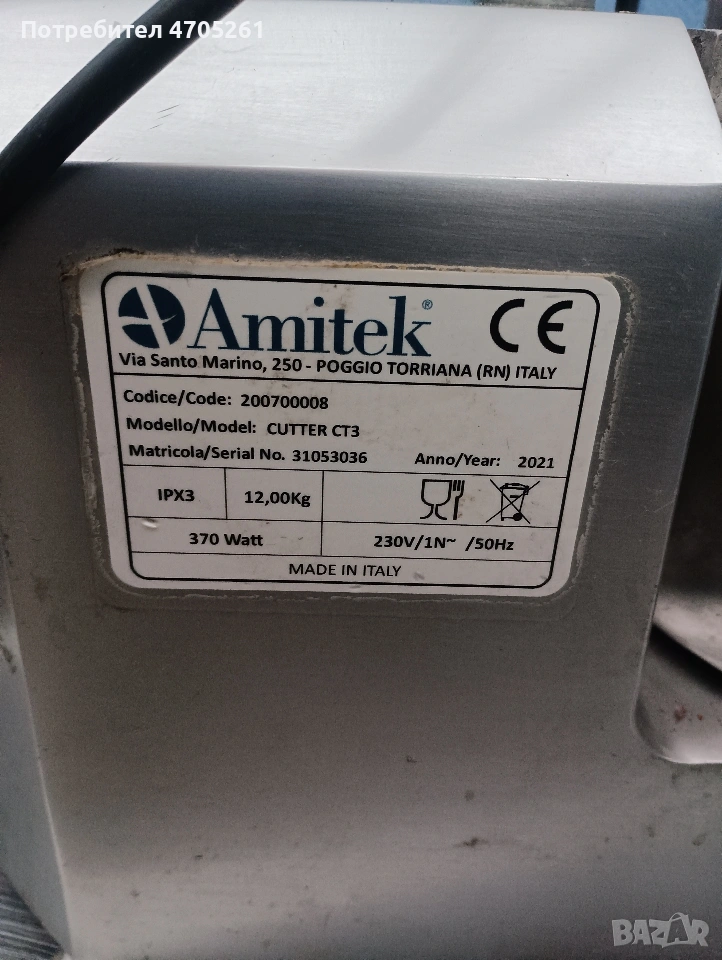 Потребител 4705261
Amitek® CE
Via Santo Marino, 250 - POGGIO TORRIANA (RN) ITALY
Codice/Code: 200700008
Modello/Model: CUTTER CT3
Matricola/Serial No. 31053036 Anno/Year: 2021
IPX3 12,00Kg
370 Watt 230V/1N~ /50Hz
MADE IN ITALY
BAZAR